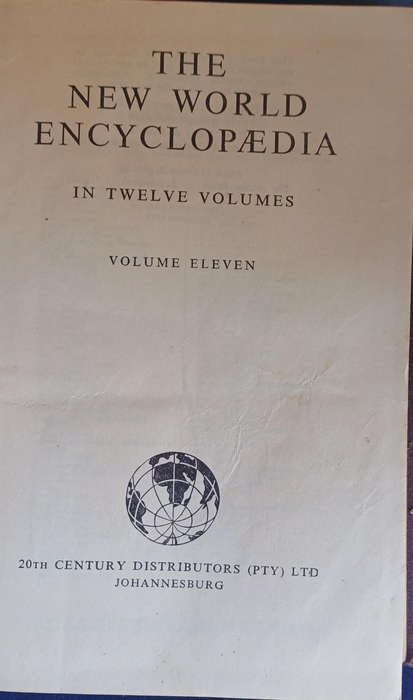 THE
NEW WORLD
ENCYCLOPÆDIA
IN TWELVE VOLUMES
VOLUME ELEVEN
20TH CENTURY DISTRIBUTORS (PTY) LTD
JOHANNESBURG